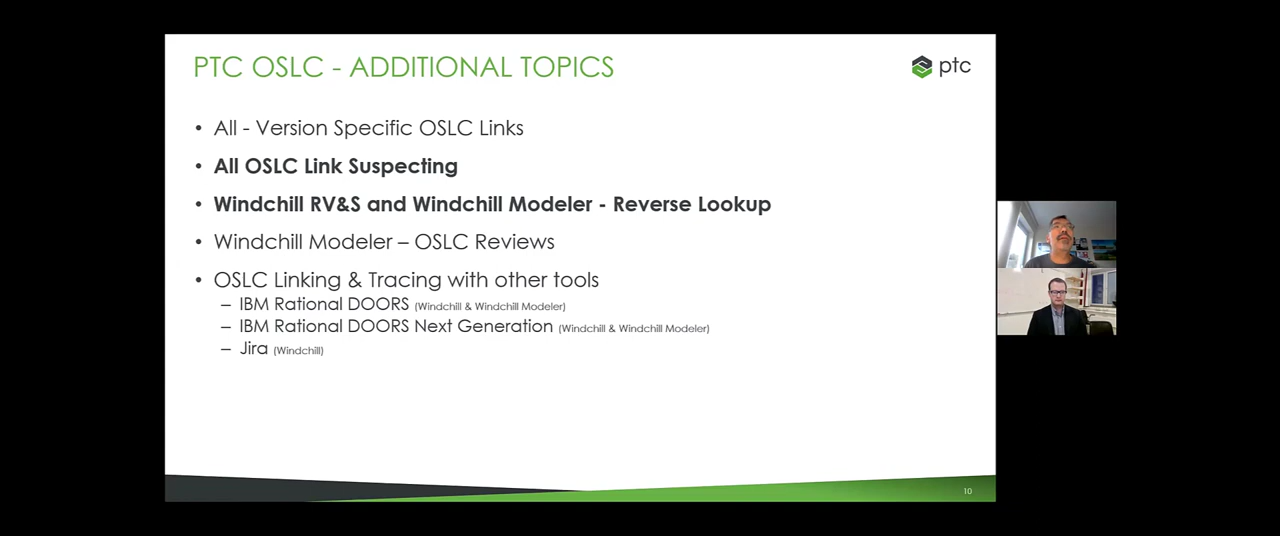 PTC OSLC - ADDITIONAL TOPICS
ptc
• All - Version Specific OSLC Links
• All OSLC Link Suspecting
• Windchill RV&S and Windchill Modeler - Reverse Lookup
• Windchill Modeler – OSLC Reviews
• OSLC Linking & Tracing with other tools
– IBM Rational DOORS (Windchill & Windchill Modeler)
– IBM Rational DOORS Next Generation (Windchill & Windchill Modeler)
– Jira (Windchill)
10